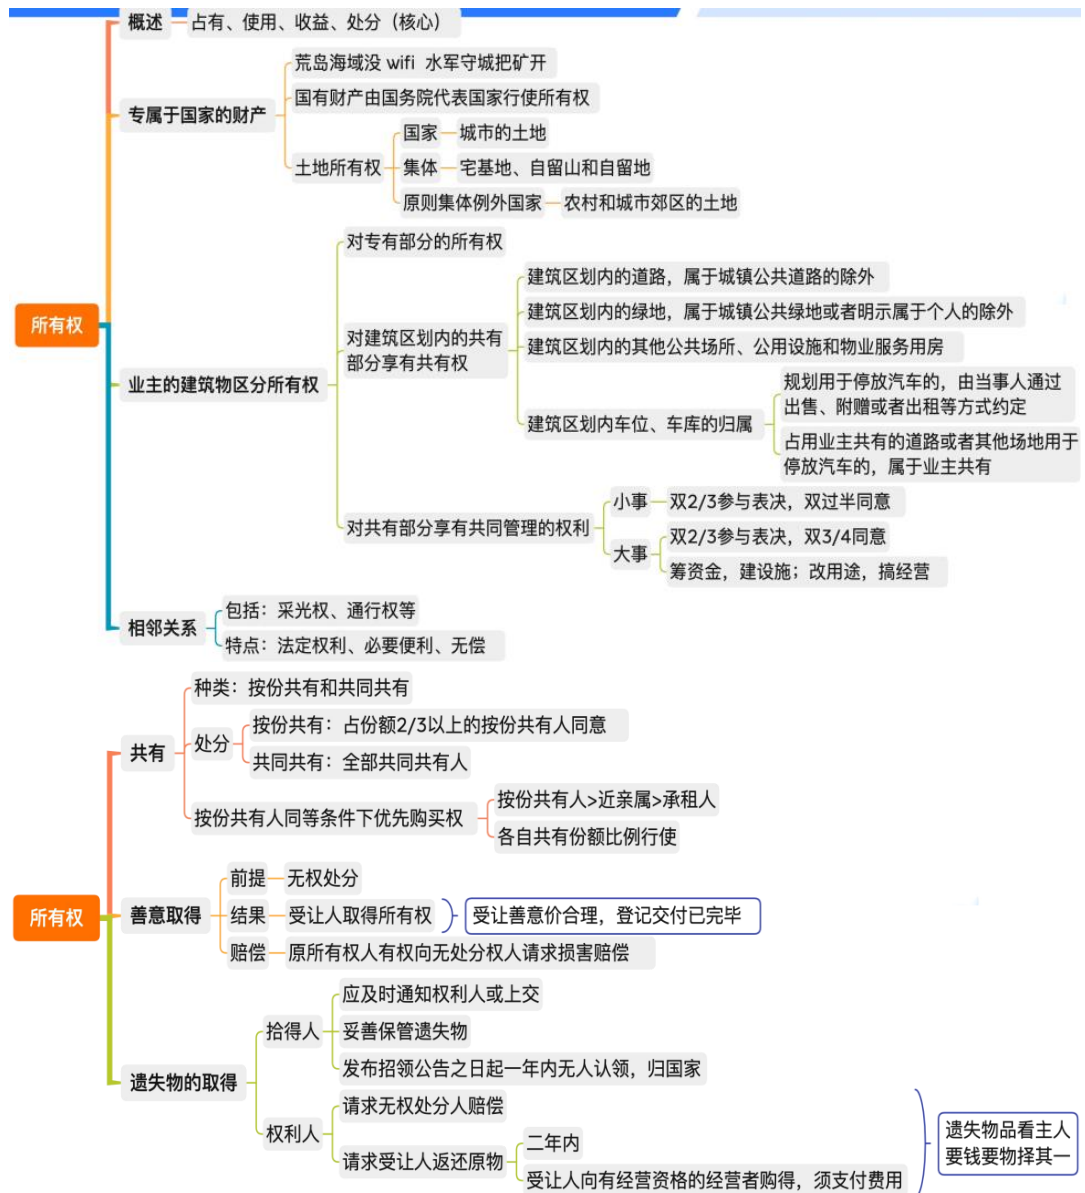 概述
占有、使用、收益、处分（核心）
专属于国家的财产
荒岛海域没 wifi 水军守城把矿开
国有财产由国务院代表国家行使所有权
土地所有权
国家
城市的土地
集体
宅基地、自留山和自留地
原则集体例外国家
农村和城市郊区的土地
所有权
业主的建筑物区分所有权
对专有部分的所有权
对建筑区划内的共有
部分享有共有权
建筑区划内的道路，属于城镇公共道路的除外
建筑区划内的绿地，属于城镇公共绿地或者明示属于个人的除外
建筑区划内的其他公共场所、公用设施和物业服务用房
建筑区划内车位、车库的归属
规划用于停放汽车的，由当事人通过
出售、附赠或者出租等方式约定
占用业主共有的道路或者其他场地用于
停放汽车的，属于业主共有
对共有部分享有共同管理的权利
小事
双2/3参与表决，双过半同意
大事
双2/3参与表决，双3/4同意
筹资金，建设施；改用途，搞经营
相邻关系
包括：采光权、通行权等
特点：法定权利、必要便利、无偿
共有
种类：按份共有和共同共有
处分
按份共有：占份额2/3以上的按份共有人同意
共同共有：全部共同共有人
按份共有人同等条件下优先购买权
按份共有人>近亲属>承租人
各自共有份额比例行使
所有权
善意取得
前提
无权处分
结果
受让人取得所有权
受让善意价合理，登记交付已完毕
赔偿
原所有权人有权向无处分权人请求损害赔偿
遗失物的取得
拾得人
应及时通知权利人或上交
妥善保管遗失物
发布招领公告之日起一年内无人认领，归国家
权利人
请求无权处分人赔偿
请求受让人返还原物
二年内
受让人向有经营资格的经营者购得，须支付费用
遗失物品看主人
要钱要物择其一